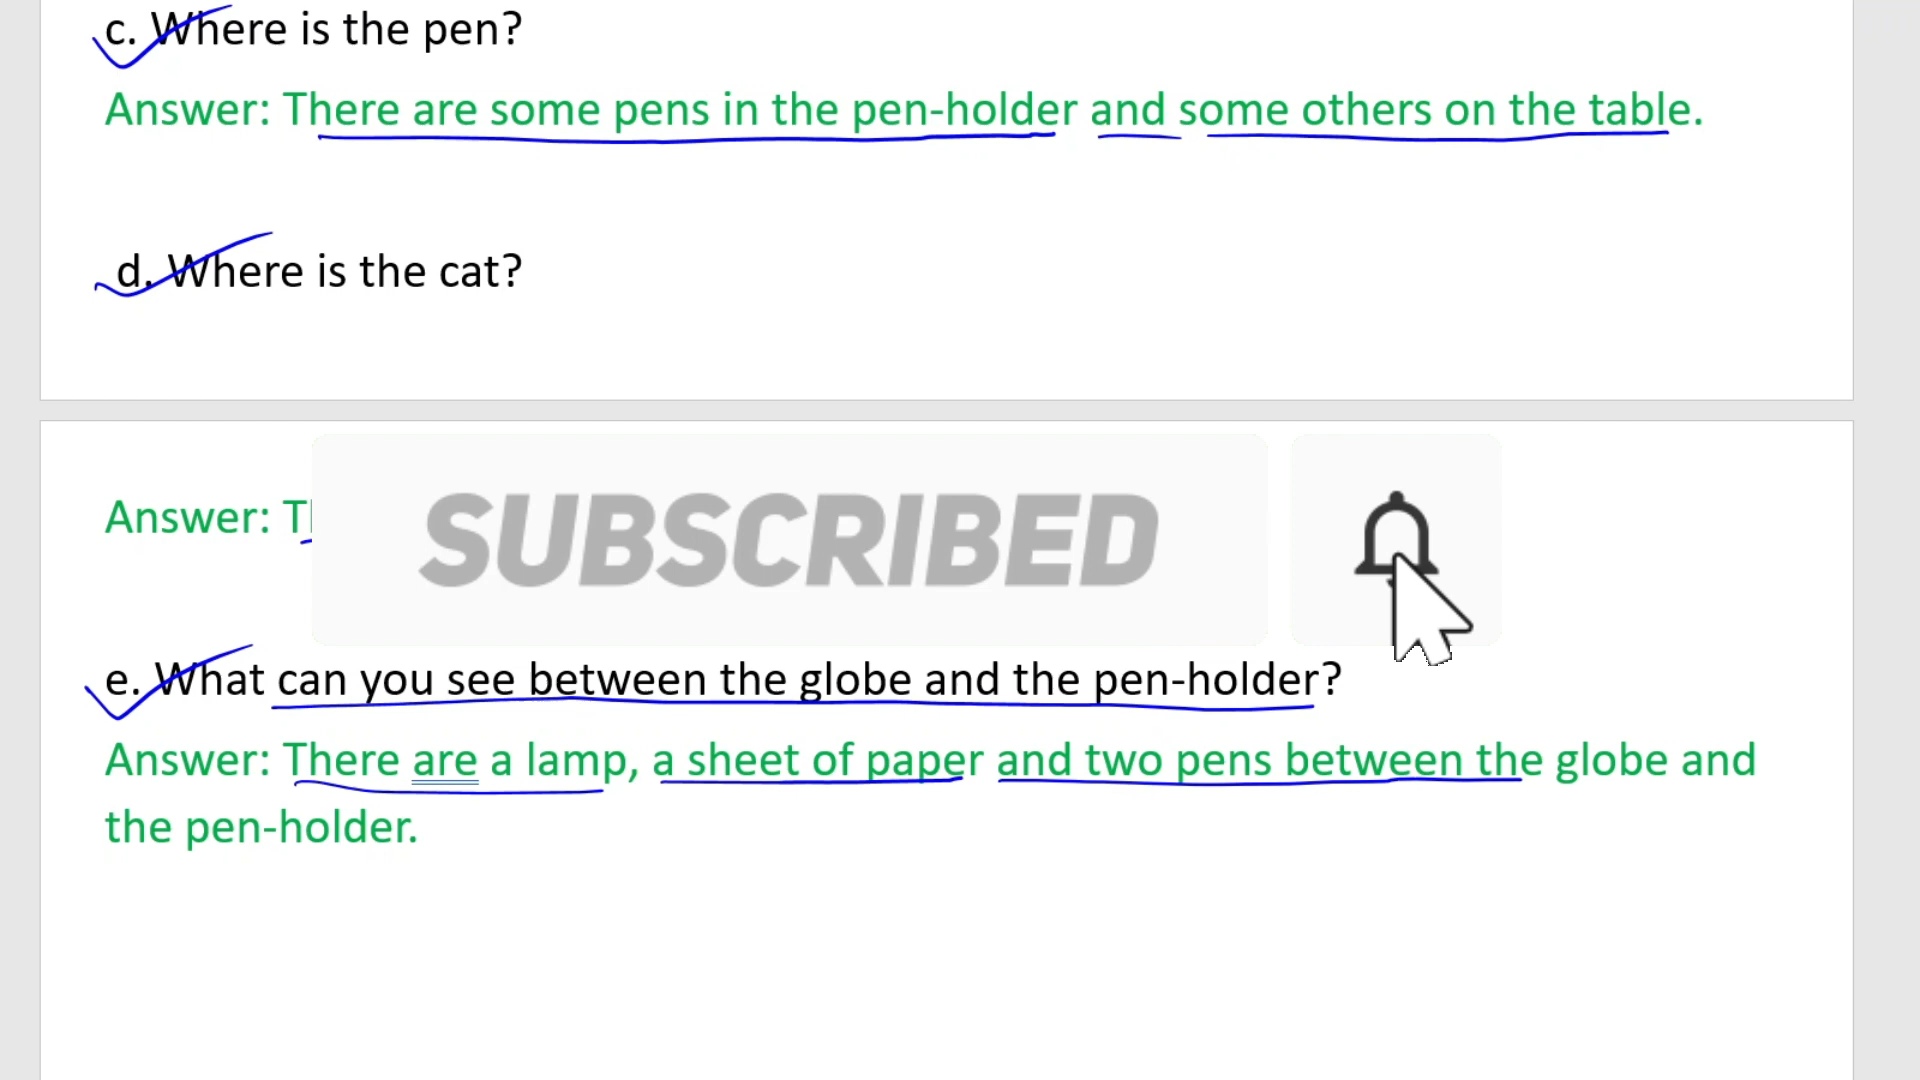 c. Where is the pen?
Answer: There are some pens in the pen-holder and some others on the table.
d. Where is the cat?
Answer:
SUBSCRIBED
e. What can you see between the globe and the pen-holder?
Answer: There are a lamp, a sheet of paper and two pens between the globe and
the pen-holder.